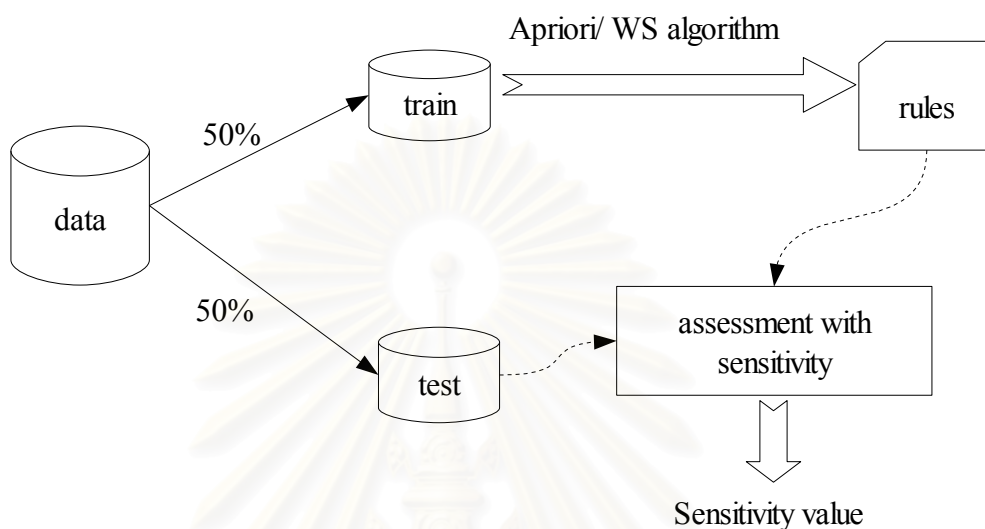 Apriori/ WS algorithm
train
rules
50%
data
50%
assessment with
sensitivity
test
Sensitivity value